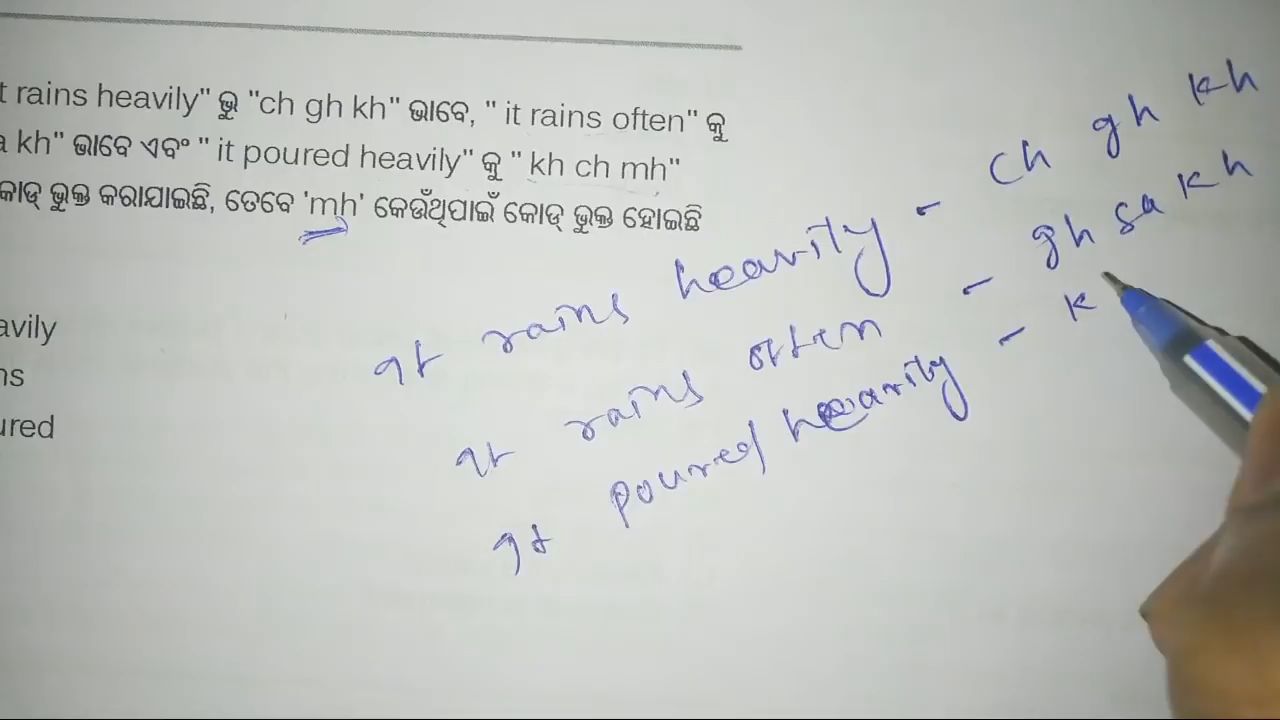 t rains heavily" କୁ "ch gh kh" ଭାବେ, " it rains often" କୁ
a kh" ଭାବେ ଏବଂ " it poured heavily" କୁ " kh ch mh"
କୋଡ୍ ଭୁକ୍ତ କରାଯାଇଛି, ତେବେ 'mh' କେଉଁଥିପାଇଁ କୋଡ୍ ଭୁକ୍ତ ହୋଇଛି
avily
ns
ured
It rains heavily - ch gh kh
It rains often - gh sa kh
It poured heavily - k